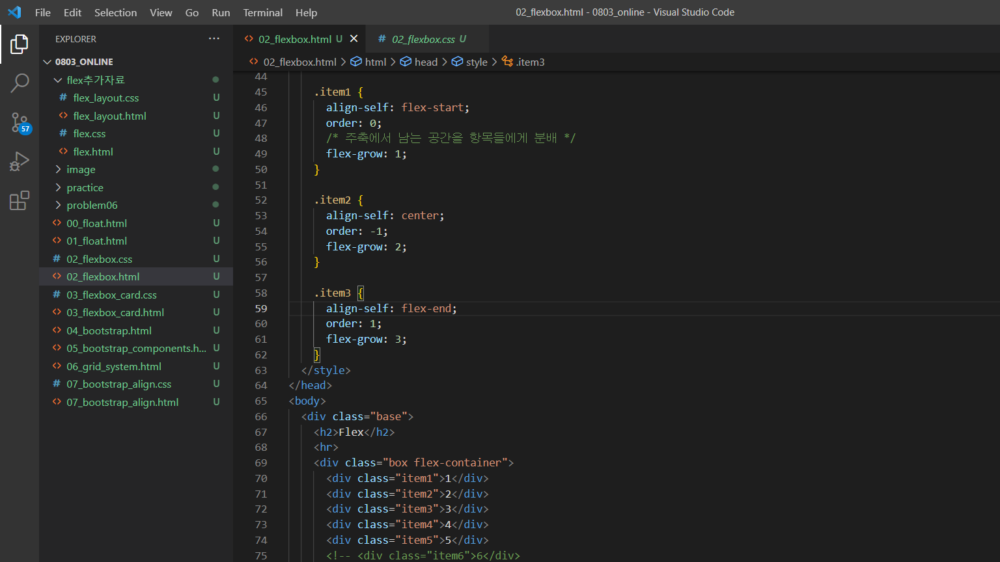 File Edit Selection View Go Run Terminal Help
02_flexbox.html - 0803_online - Visual Studio Code
EXPLORER ···
02_flexbox.html U
# 02_flexbox.css U
0803_ONLINE
<> 02_flexbox.html > html > head > style > .item3
flex추가자료
# flex_layout.css U
<> flex_layout.html U
# flex.css U
<> flex.html U
57
> image
> practice
> problem06
<> 00_float.html U
<> 01_float.html U
# 02_flexbox.css U
<> 02_flexbox.html U
# 03_flexbox_card.css U
<> 03_flexbox_card.html U
<> 04_bootstrap.html U
<> 05_bootstrap_components.h... U
<> 06_grid_system.html U
# 07_bootstrap_align.css U
<> 07_bootstrap_align.html U
44
45 .item1 {
46 align-self: flex-start;
47 order: 0;
48 /* 주축에서 남는 공간을 항목들에게 분배 */
49 flex-grow: 1;
50 }
51
52 .item2 {
53 align-self: center;
54 order: -1;
55 flex-grow: 2;
56 }
57
58 .item3 {
59 align-self: flex-end;
60 order: 1;
61 flex-grow: 3;
62 }
63 </style>
64 </head>
65 <body>
66 <div class="base">
67 <h2>Flex</h2>
68 <hr>
69 <div class="box flex-container">
70 <div class="item1">1</div>
71 <div class="item2">2</div>
72 <div class="item3">3</div>
73 <div class="item4">4</div>
74 <div class="item5">5</div>
75 <!-- <div class="item6">6</div>